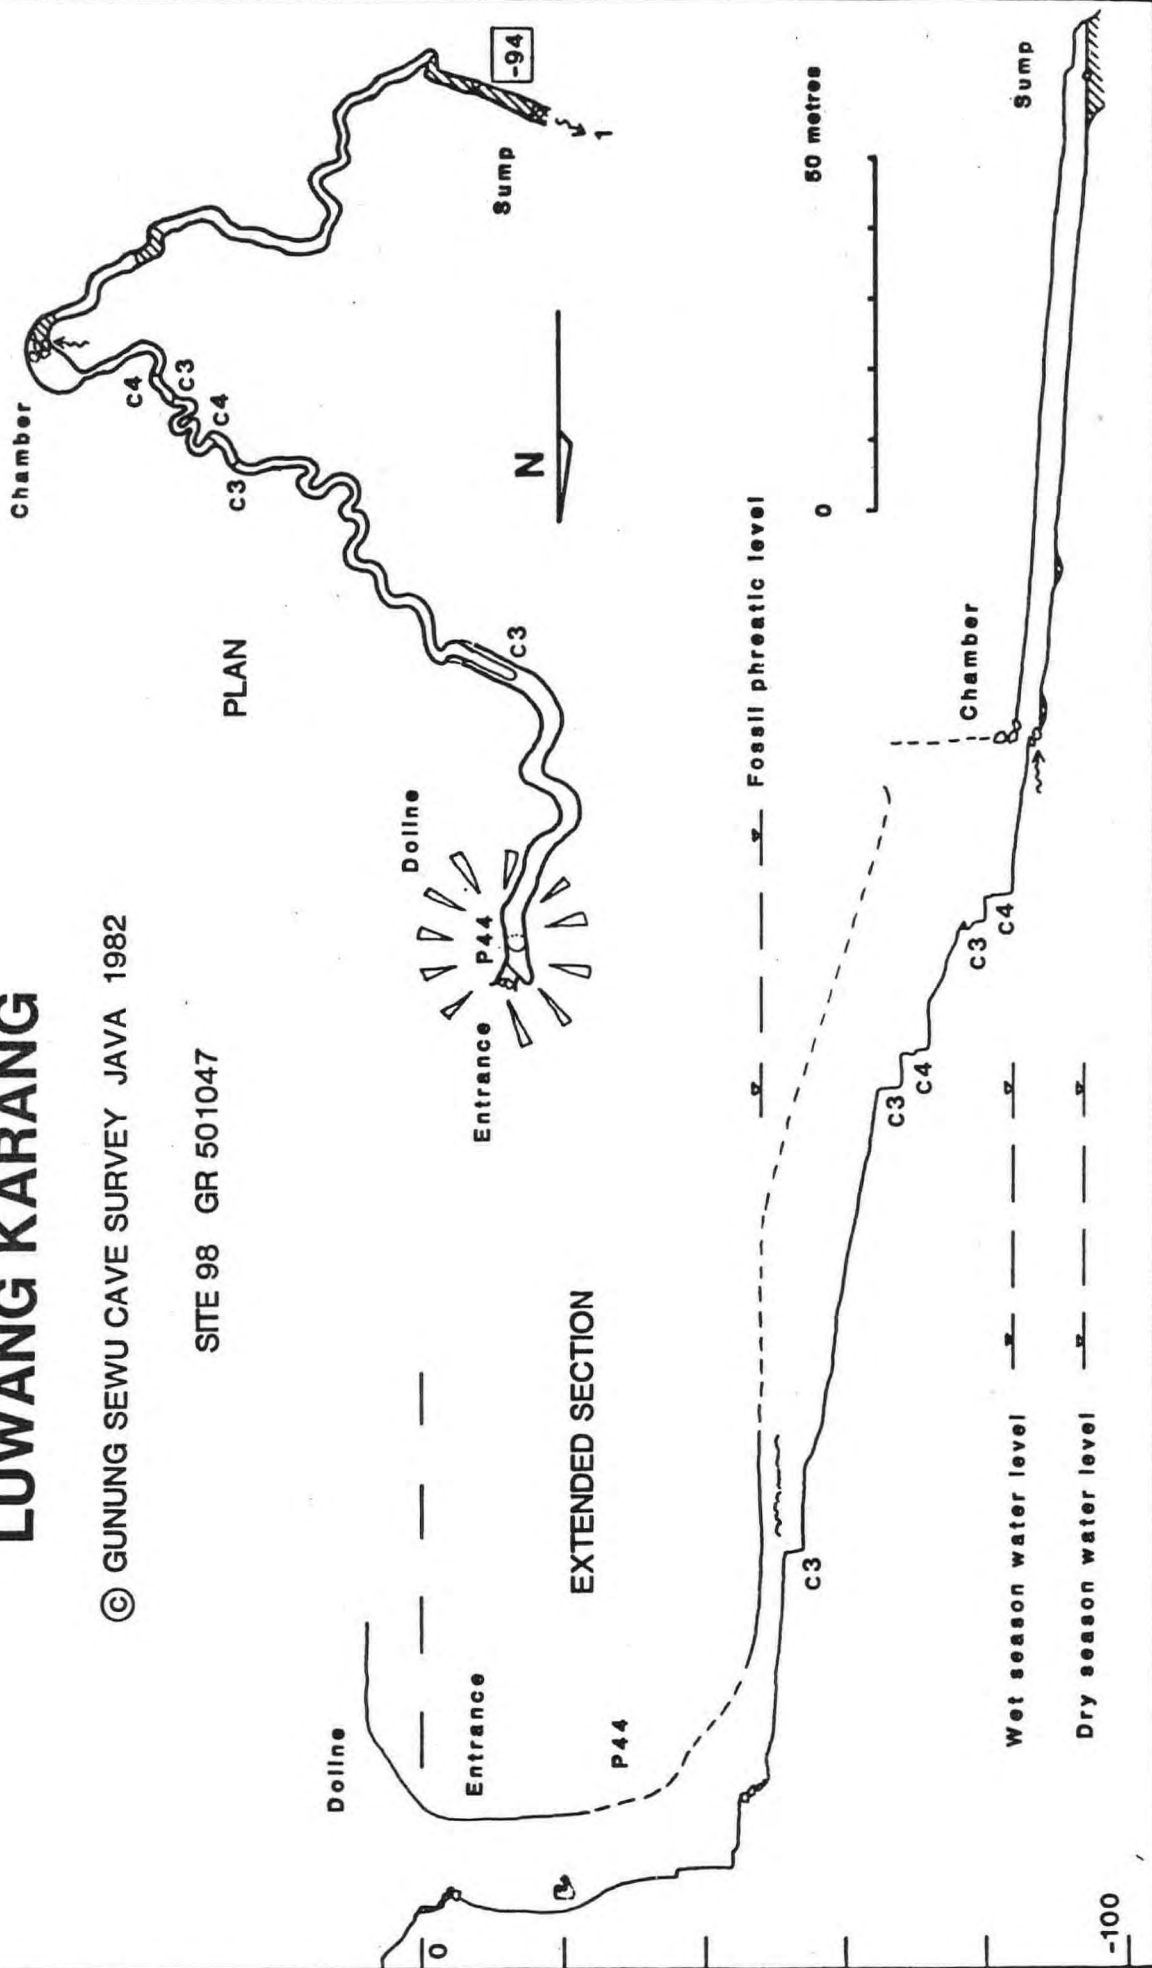 LUWANG KARANG
© GUNUNG SEWU CAVE SURVEY JAVA 1982
SITE 98 GR 501047
PLAN
Chamber
c4
c3
c4
c3
c3
Doline
P44
Entrance
Sump
-94
1
N
0
50 metres
EXTENDED SECTION
Doline
Entrance
P44
Fossil phreatic level
c3
c3
c4
c3
c4
Chamber
Sump
Wet season water level
Dry season water level
0
-100